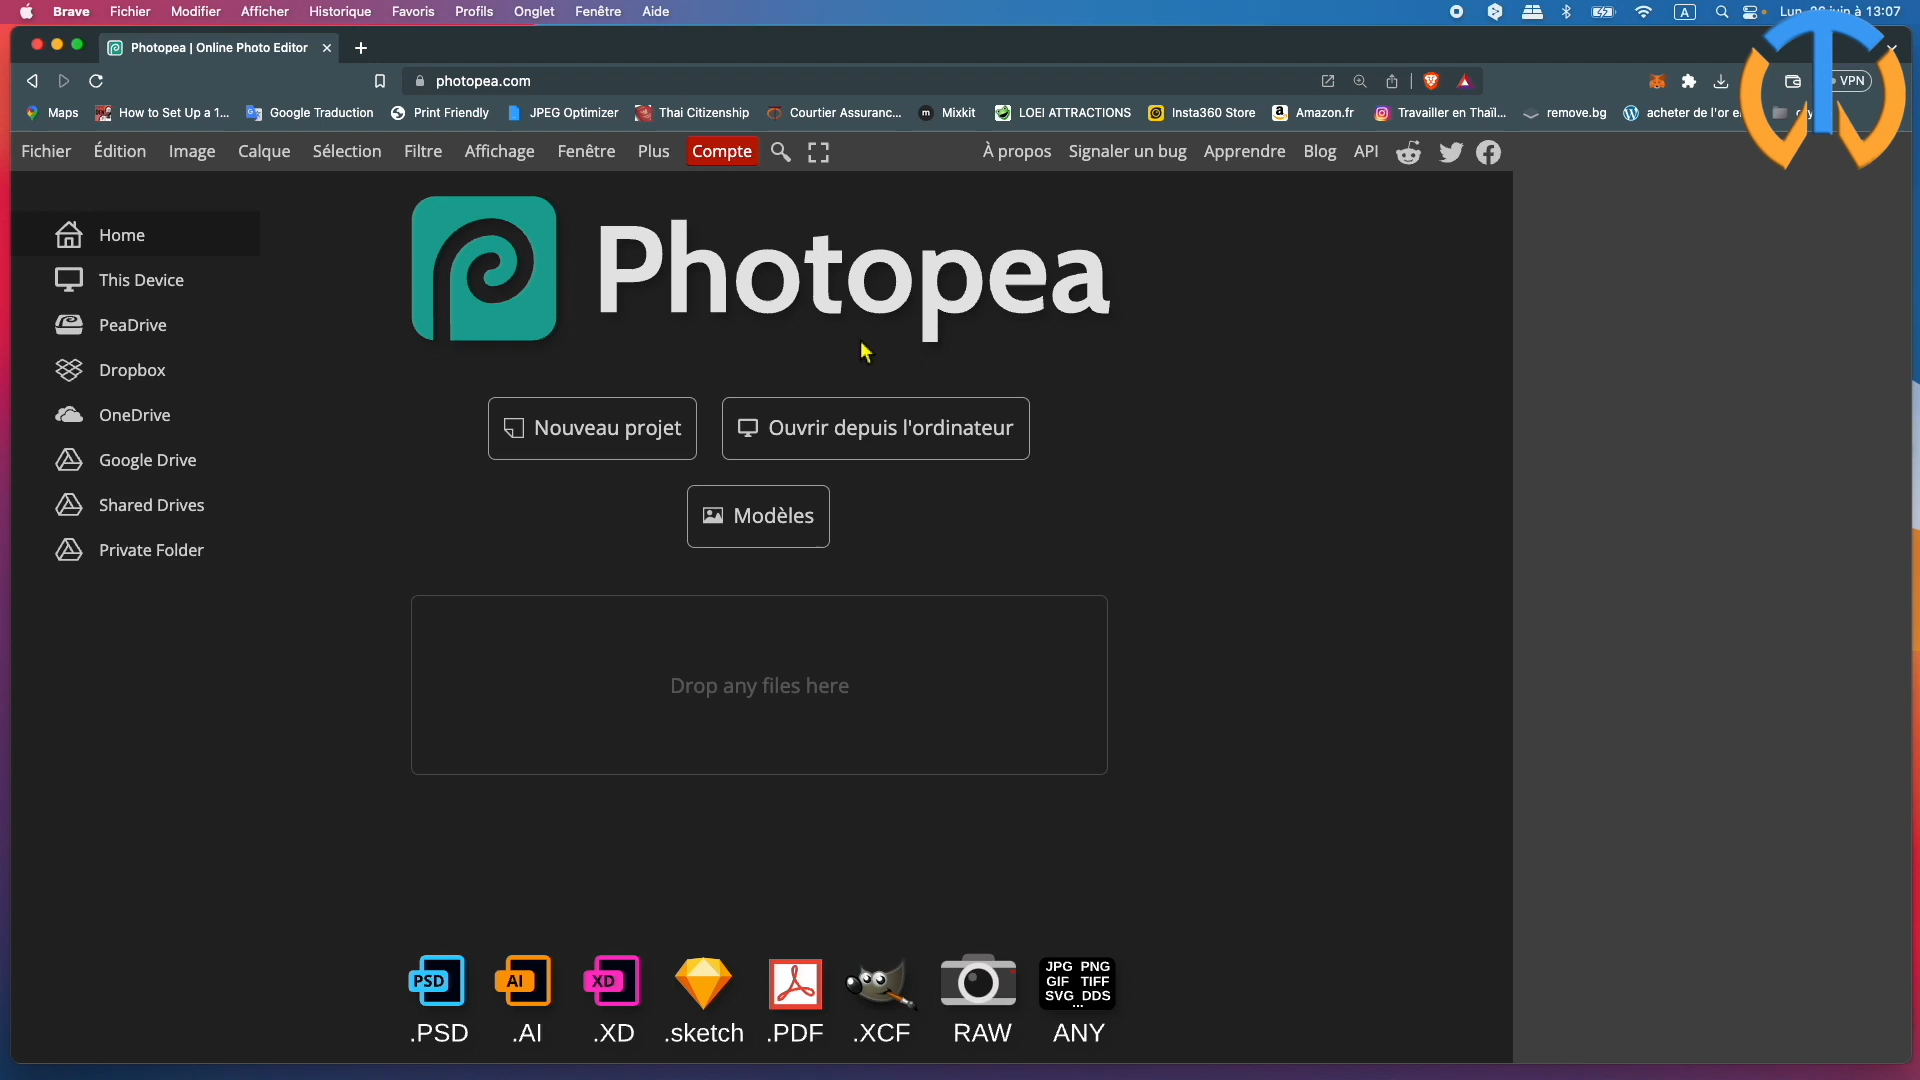 Brave Fichier Modifier Afficher Historique Favoris Profils Onglet Fenêtre Aide
A Lun. juin à 13:07
Photopea | Online Photo Editor
photopea.com
VPN
Maps How to Set Up a 1... Google Traduction Print Friendly JPEG Optimizer Thai Citizenship Courtier Assuranc... Mixkit LOEI ATTRACTIONS Insta360 Store Amazon.fr Travailler en Thaïl... remove.bg acheter de l'or e
Fichier Édition Image Calque Sélection Filtre Affichage Fenêtre Plus Compte
À propos Signaler un bug Apprendre Blog API
Home
This Device
PeaDrive
Dropbox
OneDrive
Google Drive
Shared Drives
Private Folder
Photopea
Nouveau projet
Ouvrir depuis l'ordinateur
Modèles
Drop any files here
PSD AI XD
JPG PNG
GIF TIFF
SVG DDS
...
.PSD .AI .XD .sketch .PDF .XCF RAW ANY